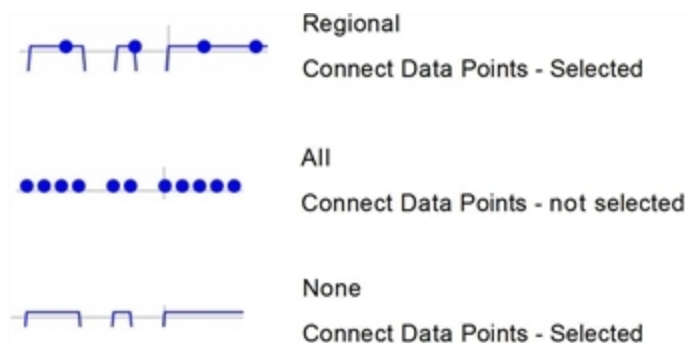 Regional
Connect Data Points - Selected
All
Connect Data Points - not selected
None
Connect Data Points - Selected